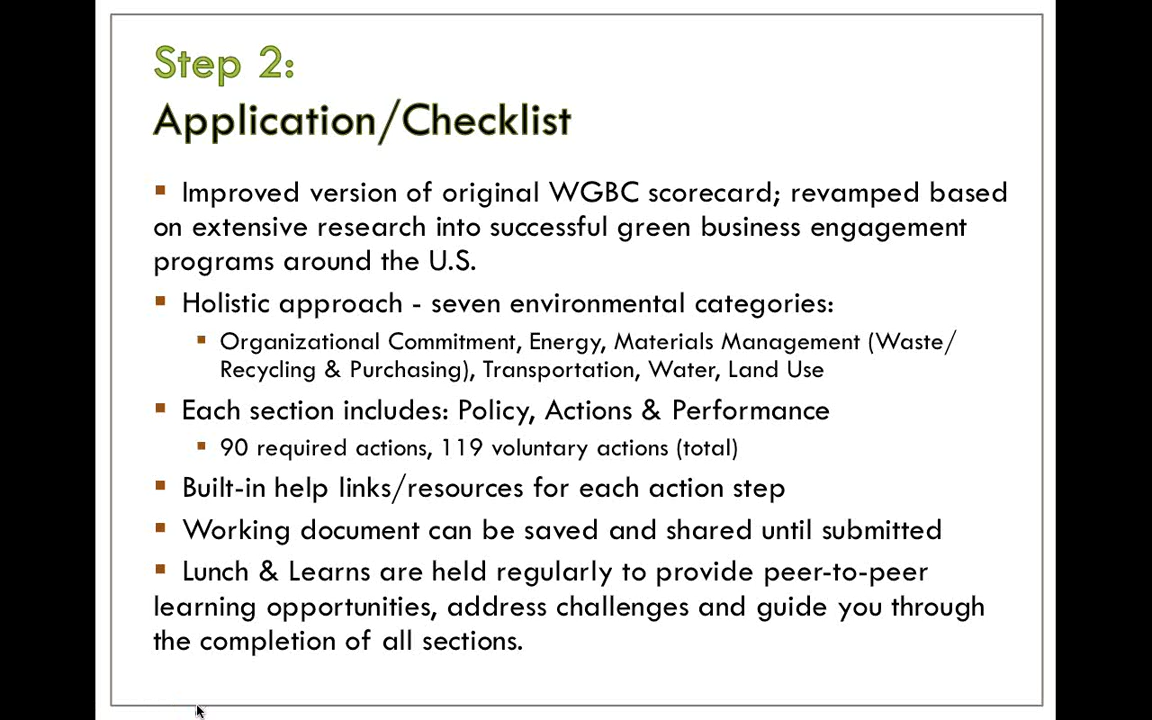 Step 2:
Application/Checklist
▪ Improved version of original WGBC scorecard; revamped based
on extensive research into successful green business engagement
programs around the U.S.
▪ Holistic approach - seven environmental categories:
▪ Organizational Commitment, Energy, Materials Management (Waste/
Recycling & Purchasing), Transportation, Water, Land Use
▪ Each section includes: Policy, Actions & Performance
▪ 90 required actions, 119 voluntary actions (total)
▪ Built-in help links/resources for each action step
▪ Working document can be saved and shared until submitted
▪ Lunch & Learns are held regularly to provide peer-to-peer
learning opportunities, address challenges and guide you through
the completion of all sections.